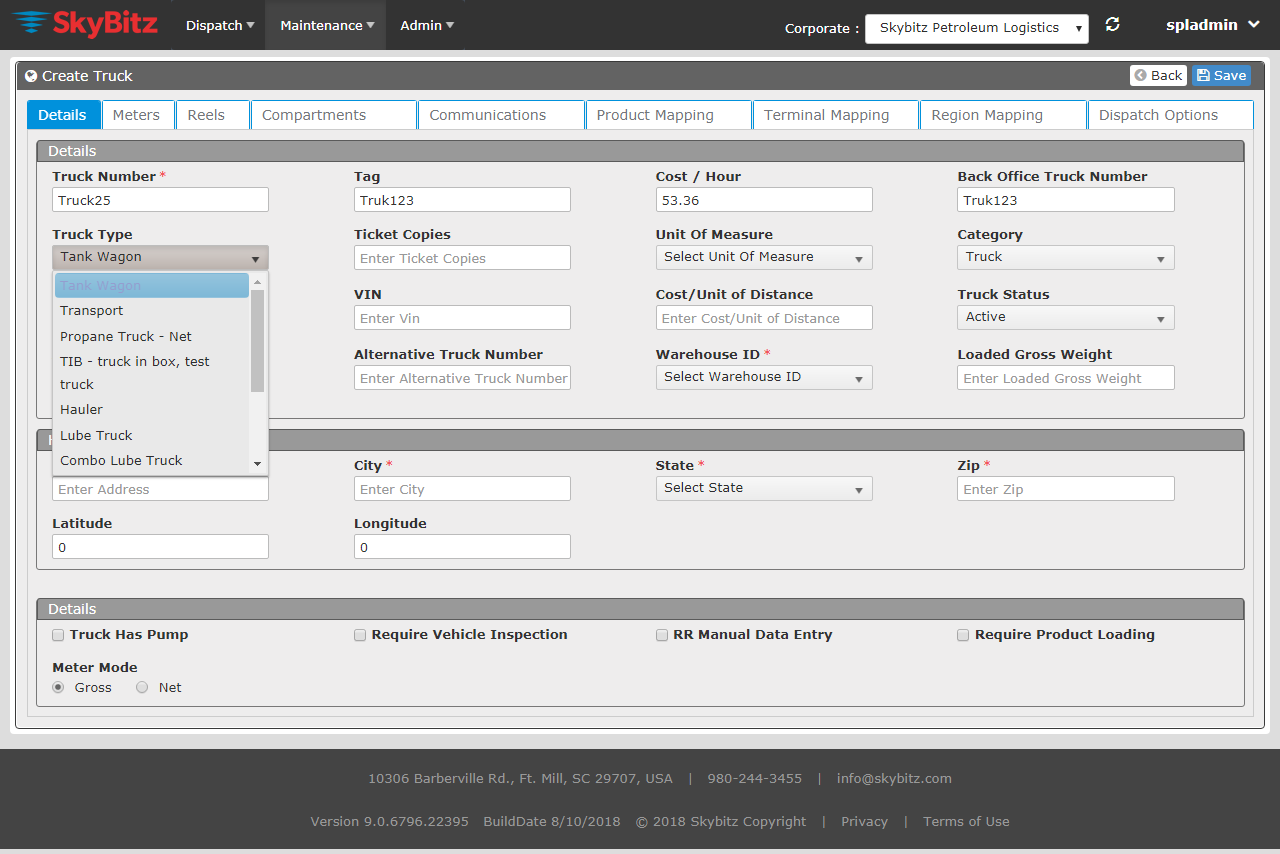 SkyBitz Dispatch Maintenance Admin Corporate : Skybitz Petroleum Logistics spladmin
Create Truck Back Save
Details Meters Reels Compartments Communications Product Mapping Terminal Mapping Region Mapping Dispatch Options
Details
Truck Number * Tag Cost / Hour Back Office Truck Number
Truck25 Truk123 53.36 Truk123
Truck Type Ticket Copies Unit Of Measure Category
Tank Wagon Enter Ticket Copies Select Unit Of Measure Truck
Tank Wagon
Transport
Propane Truck - Net
TIB - truck in box, test
truck
Hauler
Lube Truck
Combo Lube Truck
VIN Cost/Unit of Distance Truck Status
Enter Vin Enter Cost/Unit of Distance Active
Alternative Truck Number Warehouse ID * Loaded Gross Weight
Enter Alternative Truck Number Select Warehouse ID Enter Loaded Gross Weight
City * State * Zip *
Enter Address Enter City Select State Enter Zip
Latitude Longitude
0 0
Details
Truck Has Pump Require Vehicle Inspection RR Manual Data Entry Require Product Loading
Meter Mode
Gross Net
10306 Barberville Rd., Ft. Mill, SC 29707, USA | 980-244-3455 | info@skybitz.com
Version 9.0.6796.22395 BuildDate 8/10/2018 © 2018 Skybitz Copyright | Privacy | Terms of Use